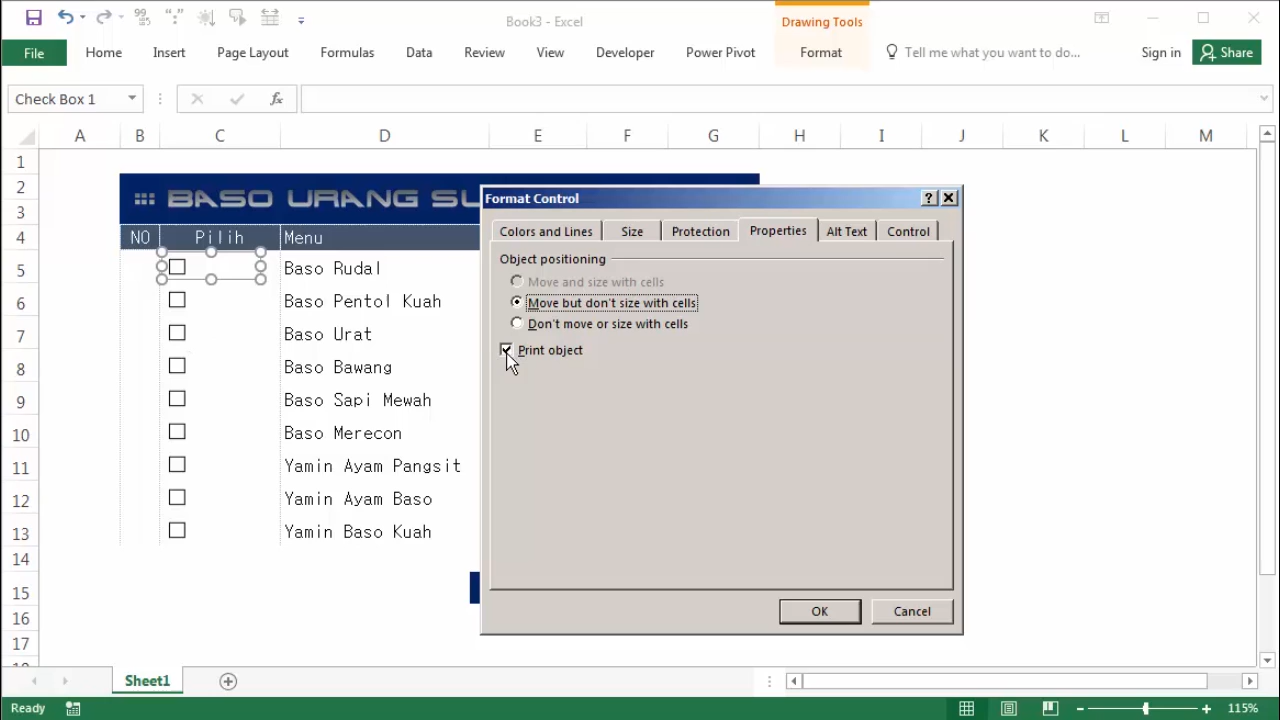 Book3 - Excel
Drawing Tools
File Home Insert Page Layout Formulas Data Review View Developer Power Pivot Format Tell me what you want to do... Sign in Share
Check Box 1 fx
A B C D E F G H I J K L M
1
2
3
BASO URANG
4 NO Pilih Menu
5 Baso Rudal
6 Baso Pentol Kuah
7 Baso Urat
8 Baso Bawang
9 Baso Sapi Mewah
10 Baso Merecon
11 Yamin Ayam Pangsit
12 Yamin Ayam Baso
13 Yamin Baso Kuah
14
15
16
17
Format Control ?
Colors and Lines Size Protection Properties Alt Text Control
Object positioning
Move and size with cells
Move but don't size with cells
Don't move or size with cells
Print object
OK Cancel
Sheet1
Ready 115%